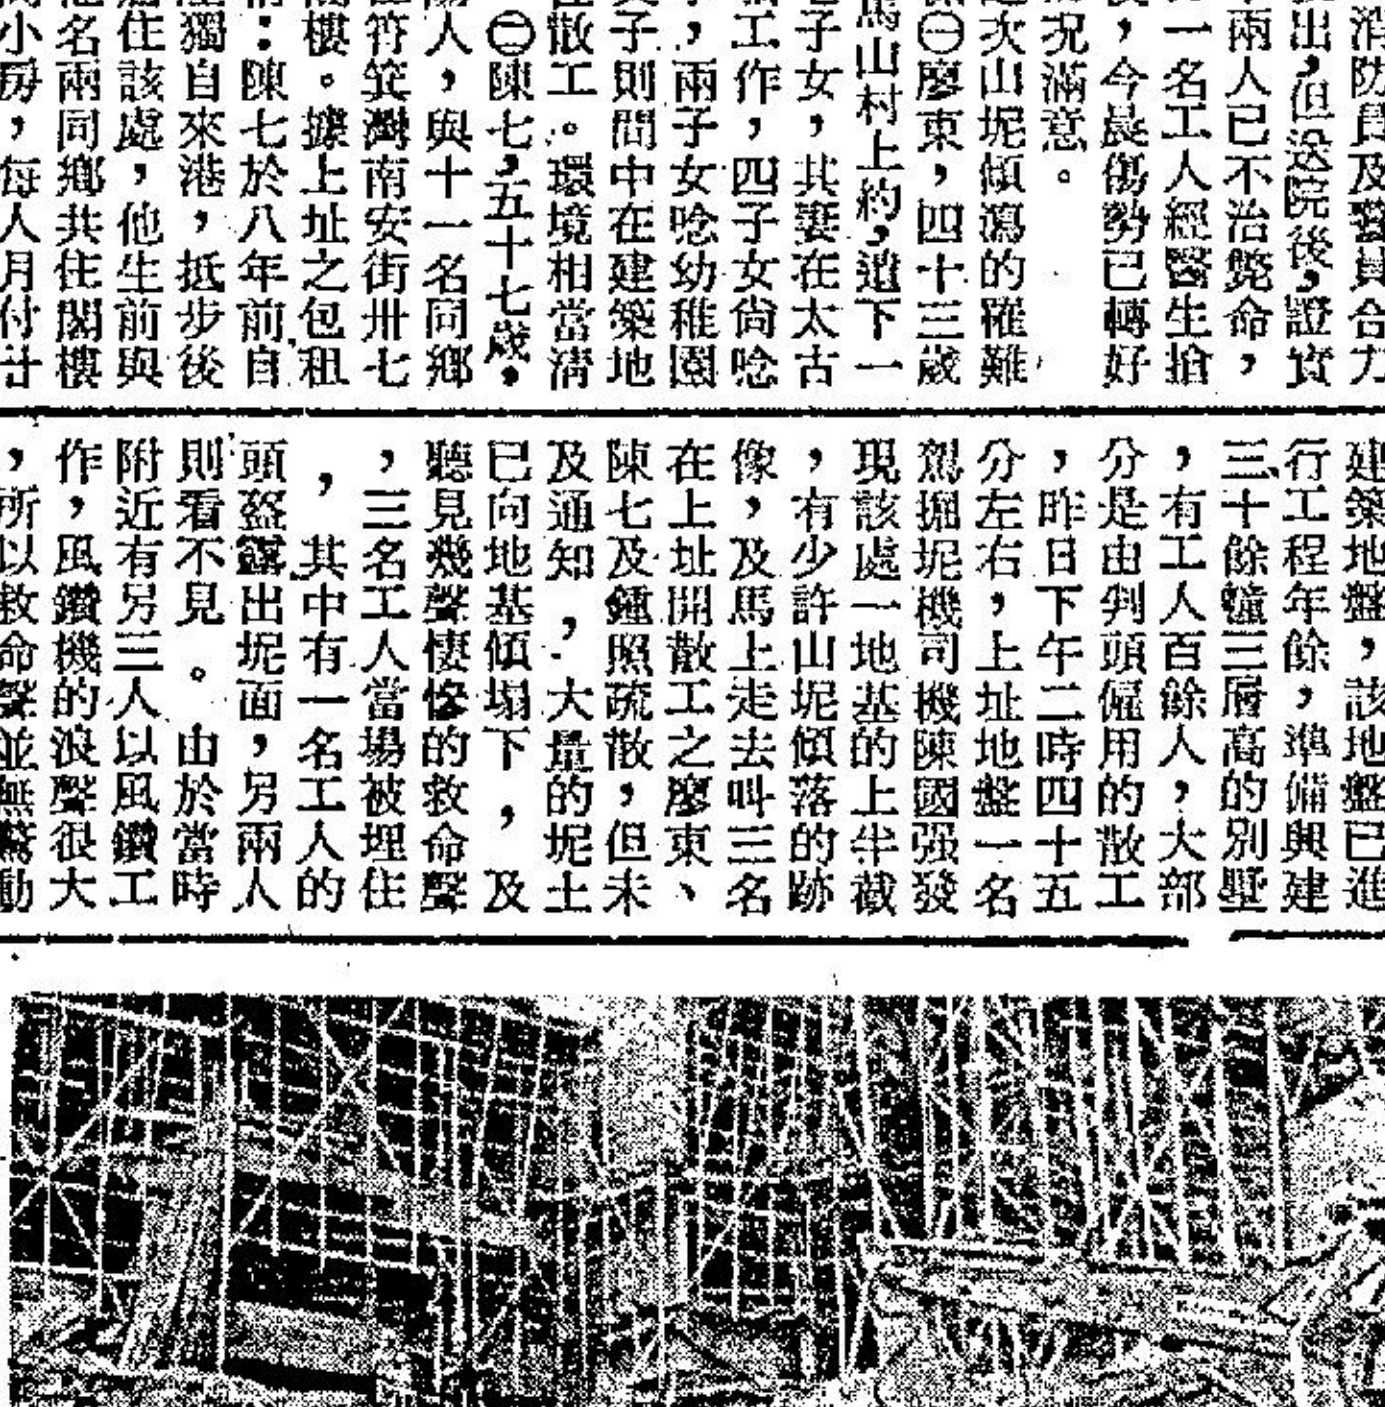 消防員及醫員合力
出，但送院後，證實
兩人已不治斃命，
一名工人經醫生搶
，今晨傷勢已轉好
况滿意。
次山坭傾瀉的罹難
㊀廖東，四十三歲
馬山村上約，遺下一
子女，其妻在太古
工作，四子女尙唸
，兩子女唸幼稚園
子則間中在建築地
散工。環境相當淸
㊁陳七，五十七歲，
人，與十一名同鄉
符箕灣南安街卅七
樓。據上址之包租
：陳七於八年前自
獨自來港，抵步後
住該處，他生前與
名兩同鄉共住閣樓
小房，每人月付廿
建築地盤，該地盤已進
行工程年餘，準備興建
三十餘幢三層高的別墅
，有工人百餘人，大部
分是由判頭僱用的散工
，昨日下午二時四十五
分左右，上址地盤一名
駕掘坭機司機陳國强發
現該處一地基的上半截
，有少許山坭傾落的跡
像，及馬上走去叫三名
在上址開散工之廖東、
陳七及鍾照疏散，但未
及通知，大量的坭土
已向地基傾塌下，及
聽見幾聲悽慘的救命聲
，三名工人當場被埋住
，其中有一名工人的
頭盔露出坭面，另兩人
則看不見。由於當時
附近有另三人以風鑽工
作，風鑽機的浪聲很大
，所以救命聲並無驚動